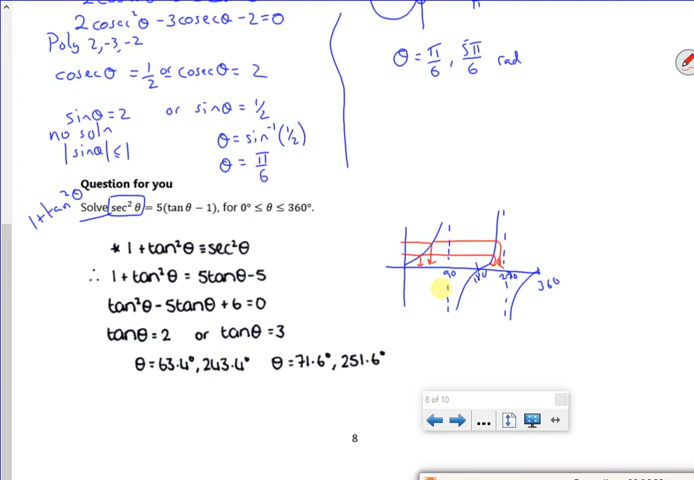 2cosec²θ -3cosecθ -2=0
Poly 2,-3,-2
cosecθ = 1/2 or cosecθ = 2
sinθ=2 or sinθ = 1/2
no soln
|sinθ| ≤1
θ = sin⁻¹(1/2)
θ = π/6
θ = π/6, 5π/6 rad
Question for you
1+tan²θ
Solve sec² θ = 5(tan θ − 1), for 0° ≤ θ ≤ 360°.
* 1+tan²θ ≡ sec²θ
∴ 1+tan²θ = 5tanθ-5
tan²θ-5tanθ+6=0
tanθ=2 or tanθ=3
θ=63.4°, 243.4° θ=71.6°, 251.6°
90 180 270 360
8 of 10
8